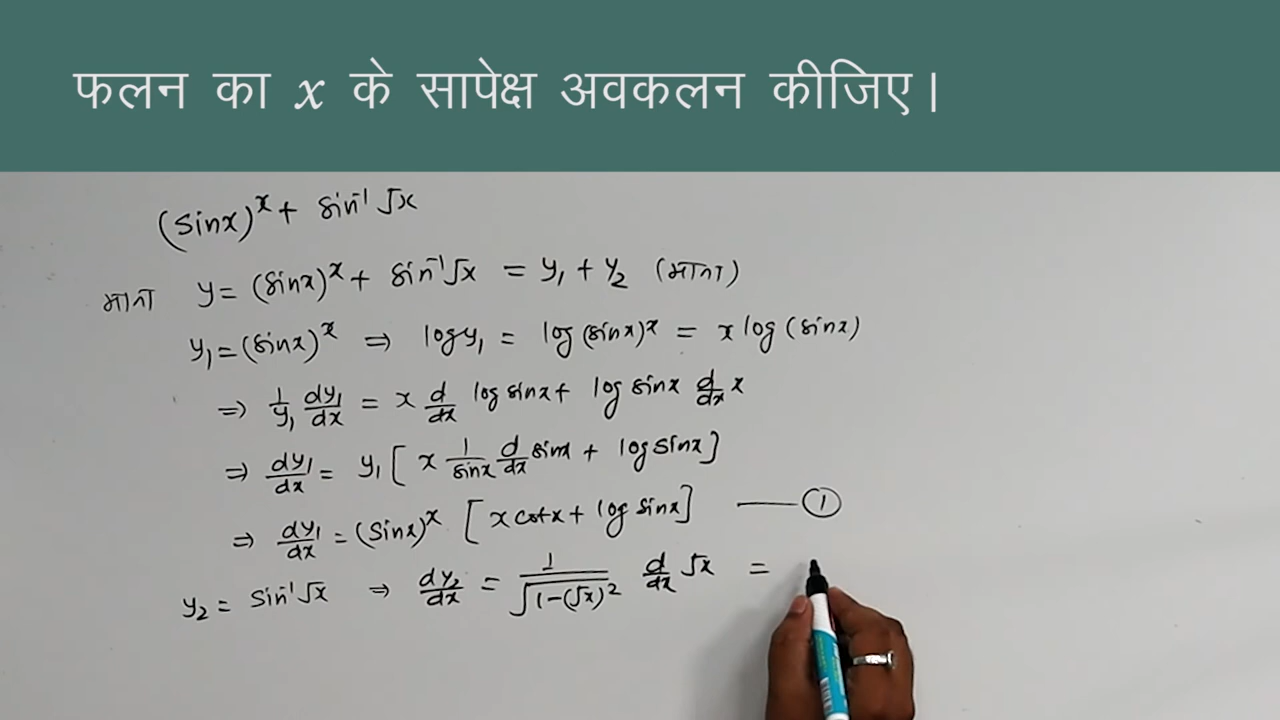 फलन का x के सापेक्ष अवकलन कीजिए।
(sinx)^x + sin⁻¹ √x
माना y = (sinx)^x + sin⁻¹√x = y₁ + y₂ (माना)
y₁ = (sinx)^x ⇒ log y₁ = log (sinx)^x = x log (sinx)
⇒ 1/y₁ dy₁/dx = x d/dx log sinx + log sinx d/dx x
⇒ dy₁/dx = y₁ [ x 1/sinx d/dx sinx + log sinx ]
⇒ dy₁/dx = (sinx)^x [ x cotx + log sinx ] —— ①
y₂ = sin⁻¹√x ⇒ dy₂/dx = 1/√(1-(√x)²) d/dx √x =